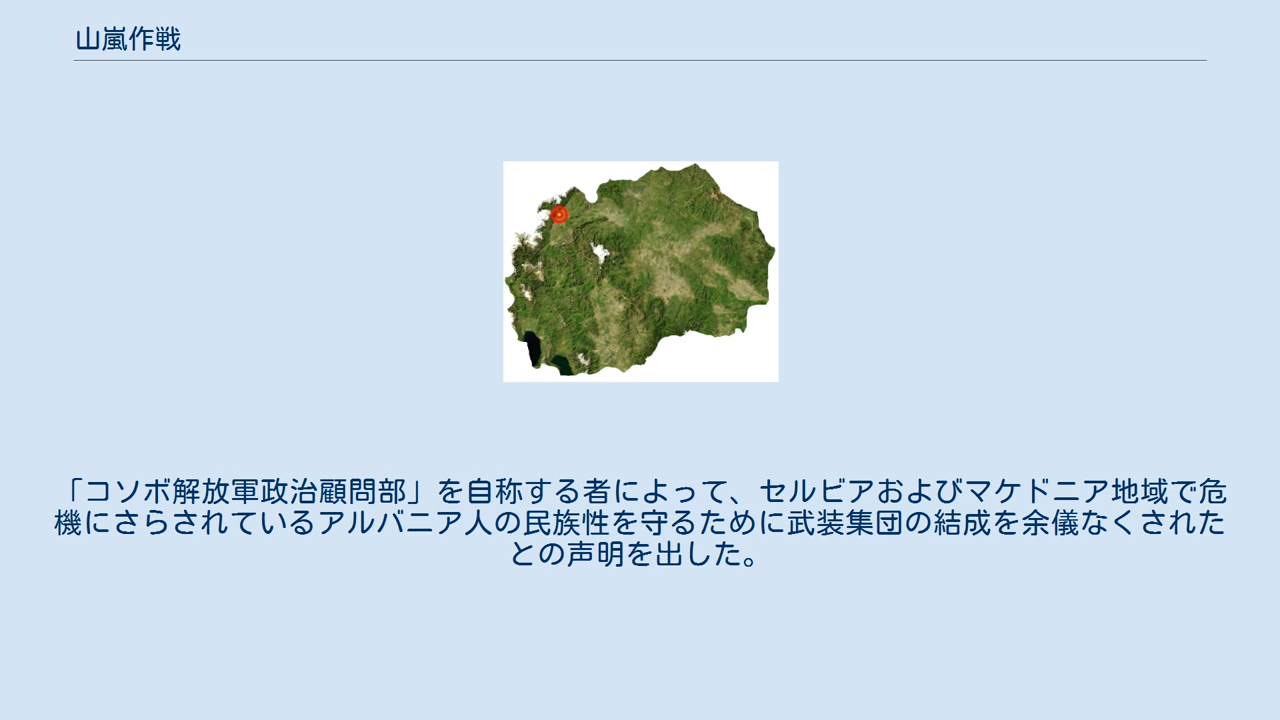 山嵐作戦
「コソボ解放軍政治顧問部」を自称する者によって、セルビアおよびマケドニア地域で危
機にさらされているアルバニア人の民族性を守るために武装集団の結成を余儀なくされた
との声明を出した。